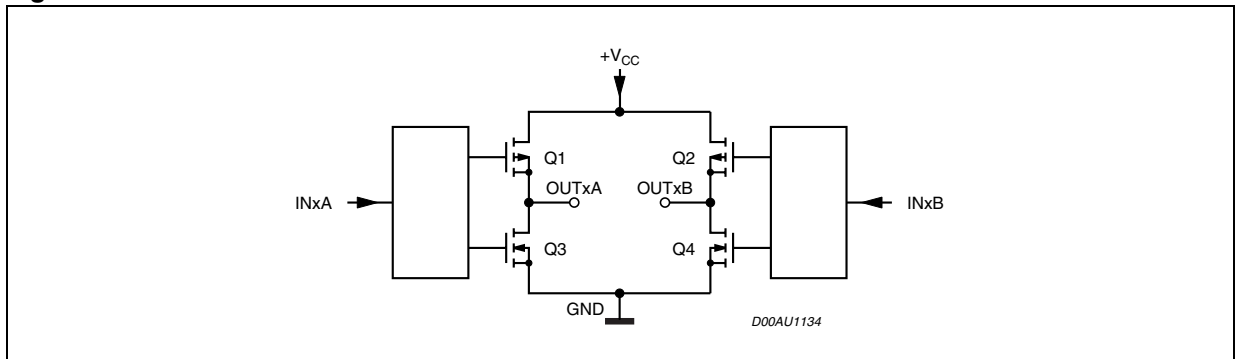 +VCC
Q1
Q2
OUTxA
OUTxB
INxA
INxB
Q3
Q4
GND
D00AU1134